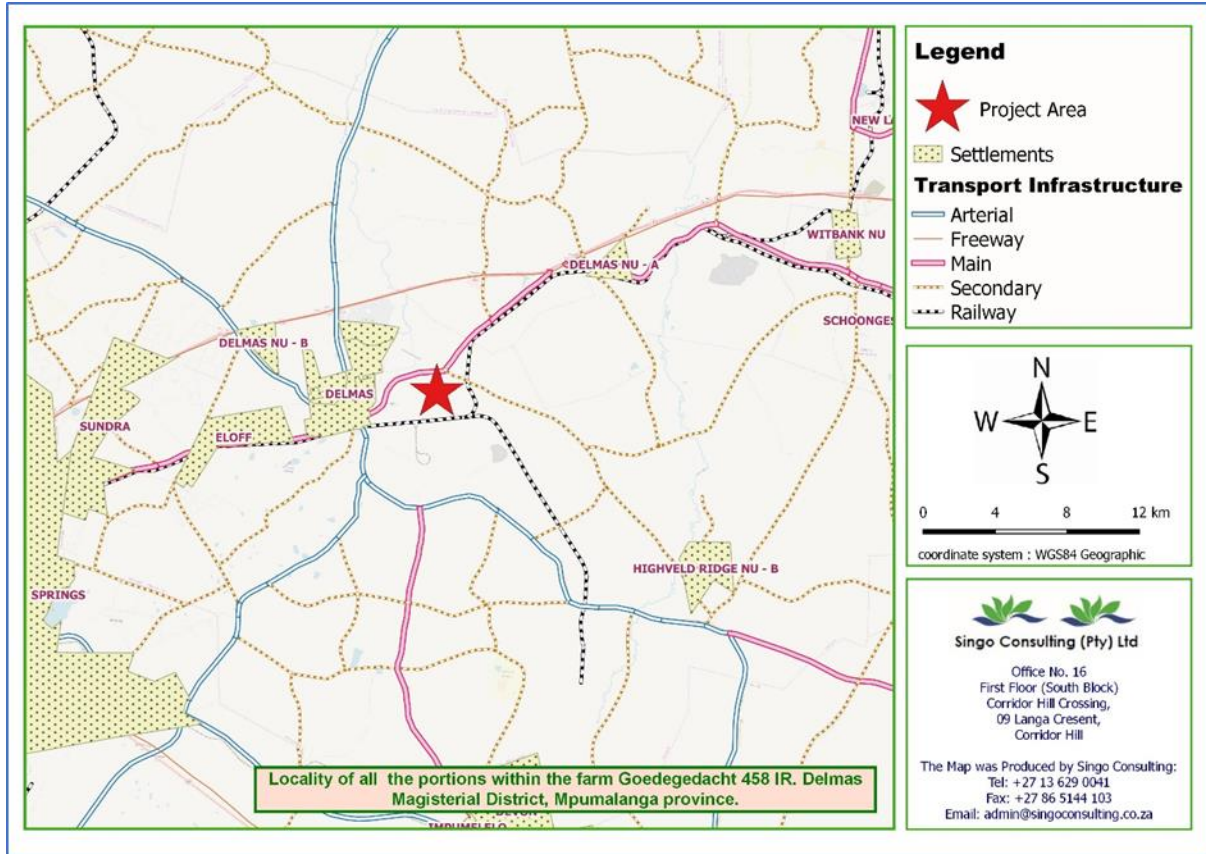 NEW LA
WITBANK NU
DELMAS NU - A
SCHOONGES
DELMAS NU - B
DELMAS
SUNDRA
ELOFF
HIGHVELD RIDGE NU - B
SPRINGS
Locality of all the portions within the farm Goedegedacht 458 IR. Delmas
Magisterial District, Mpumalanga province.
DEVON
IMPUMELELO
Legend
Project Area
Settlements
Transport Infrastructure
Arterial
Freeway
Main
Secondary
Railway
N
W
E
S
0 4 8 12 km
coordinate system : WGS84 Geographic
Singo Consulting (Pty) Ltd
Office No. 16
First Floor (South Block)
Corridor Hill Crossing,
09 Langa Cresent,
Corridor Hill
The Map was Produced by Singo Consulting:
Tel: +27 13 629 0041
Fax: +27 86 5144 103
Email: admin@singoconsulting.co.za